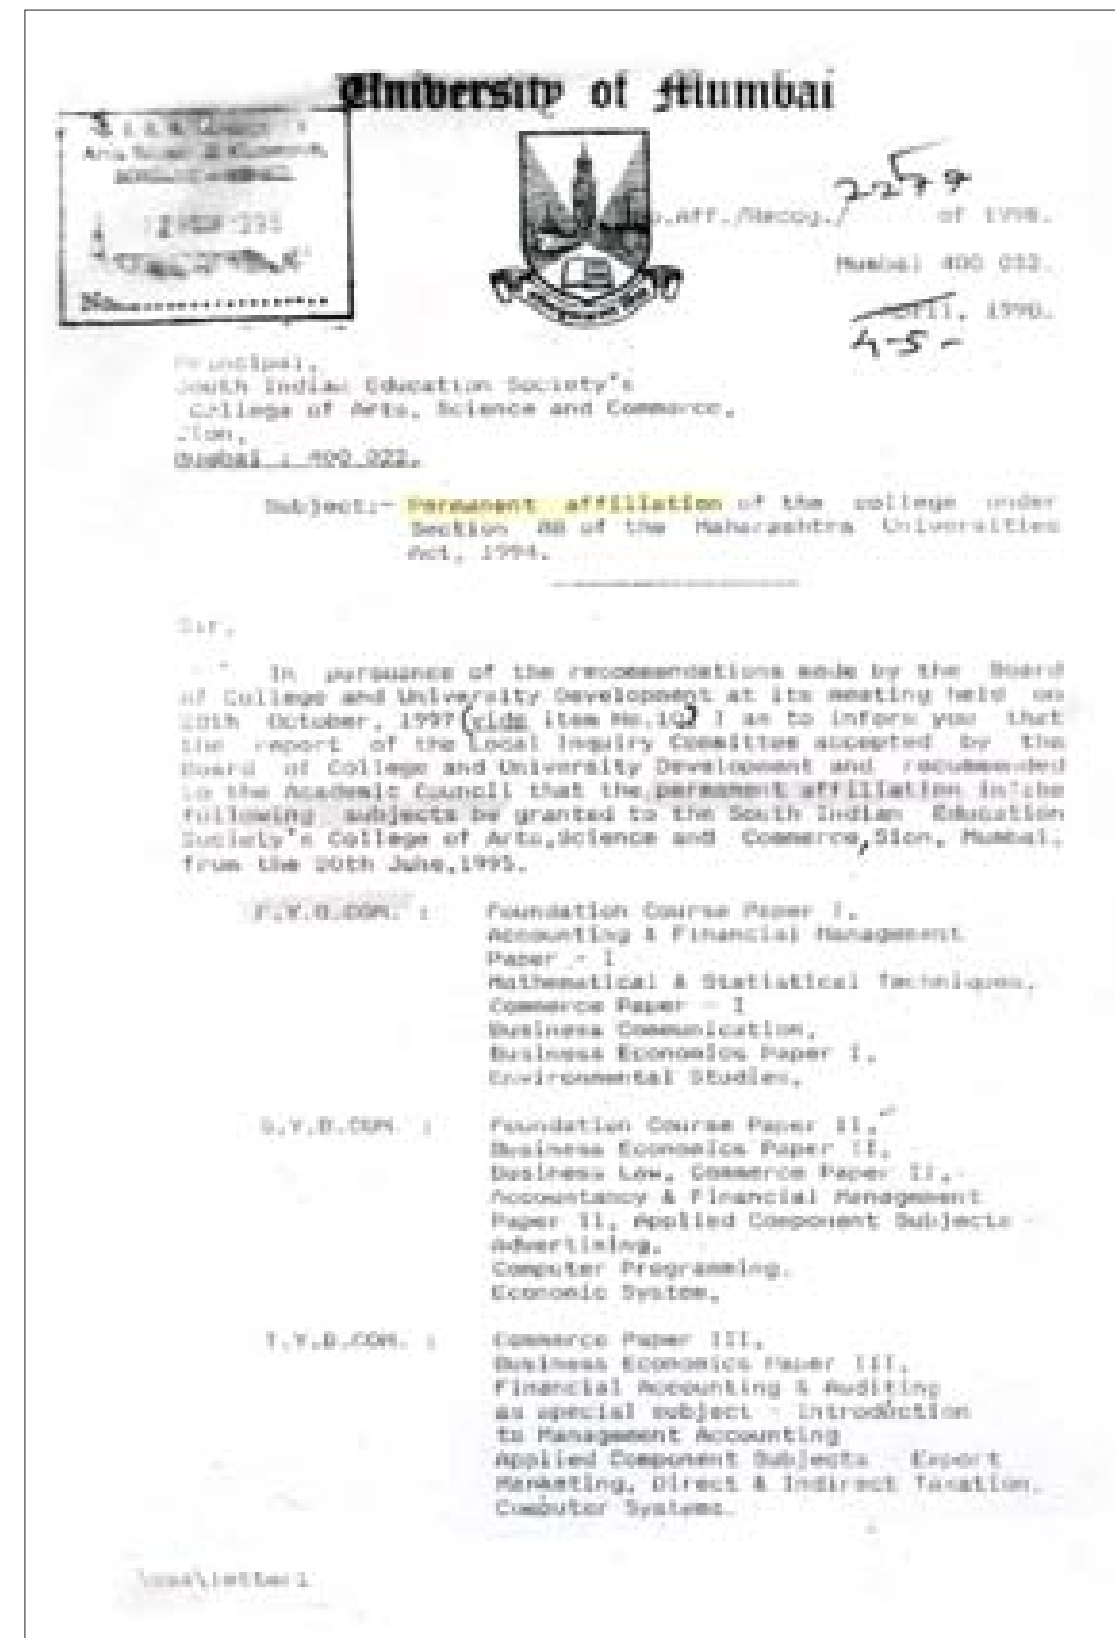 University of Mumbai
Arts, & Commerce,
No.
2277
.Aff./Recog./ of 1998.
Mumbai 400 032.
4-5-
Principal,
South Indian Education Society's
College of Arts, Science and Commerce,
Sion,
Mumbai : 400 022.
Subject:- Permanent affiliation of the college under
Section 88 of the Maharashtra Universities
Act, 1994.
Sir,
In pursuance of the recommendations made by the Board
of College and University Development at its meeting held on
October, 1997 (vide item No.10) I am to inform you that
the report of the Local Inquiry Committee accepted by the
Board of College and University Development and recommended
to the Academic Council that the permanent affiliation in the
following subjects be granted to the South Indian Education
Society's College of Arts,Science and Commerce, Sion, Mumbai,
from the 20th June,1995.
F.Y.B.COM. : Foundation Course Paper I,
Accounting & Financial Management
Paper - I
Mathematical & Statistical Techniques,
Commerce Paper - I
Business Communication,
Business Economics Paper I,
Environmental Studies,
S.Y.B.COM. : Foundation Course Paper II,
Business Economics Paper II,
Business Law, Commerce Paper II,
Accountancy & Financial Management
Paper II, Applied Component Subjects -
Advertising,
Computer Programming.
Economic System,
T.Y.B.COM. : Commerce Paper III,
Business Economics Paper III,
Financial Accounting & Auditing
as special subject - Introduction
to Management Accounting
Applied Component Subjects - Export
Marketing, Direct & Indirect Taxation.
Computer Systems.